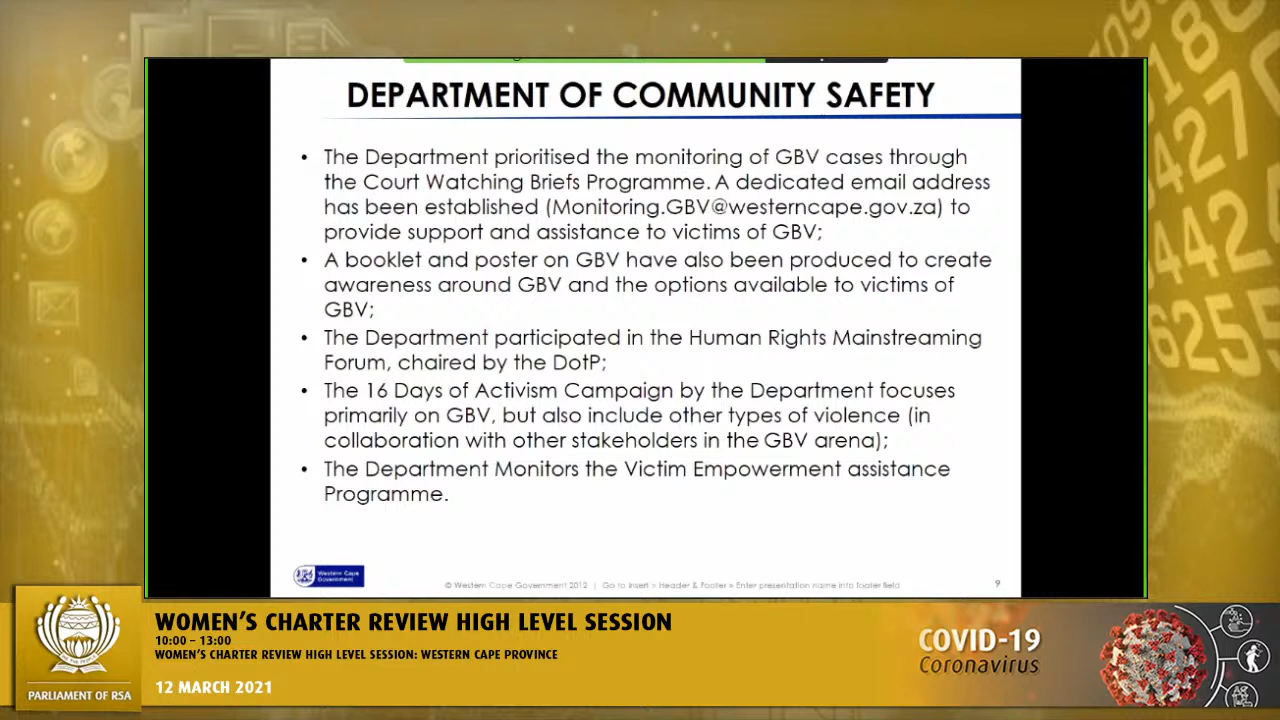 DEPARTMENT OF COMMUNITY SAFETY
• The Department prioritised the monitoring of GBV cases through
the Court Watching Briefs Programme. A dedicated email address
has been established (Monitoring.GBV@westerncape.gov.za) to
provide support and assistance to victims of GBV;
• A booklet and poster on GBV have also been produced to create
awareness around GBV and the options available to victims of
GBV;
• The Department participated in the Human Rights Mainstreaming
Forum, chaired by the DotP;
• The 16 Days of Activism Campaign by the Department focuses
primarily on GBV, but also include other types of violence (in
collaboration with other stakeholders in the GBV arena);
• The Department Monitors the Victim Empowerment assistance
Programme.
Western Cape
Government
© Western Cape Government 2012 | Go to Insert > Header & Footer > Enter presentation name into footer field
9
WOMEN'S CHARTER REVIEW HIGH LEVEL SESSION
10:00 – 13:00
WOMEN'S CHARTER REVIEW HIGH LEVEL SESSION: WESTERN CAPE PROVINCE
12 MARCH 2021
PARLIAMENT OF RSA
COVID-19
Coronavirus